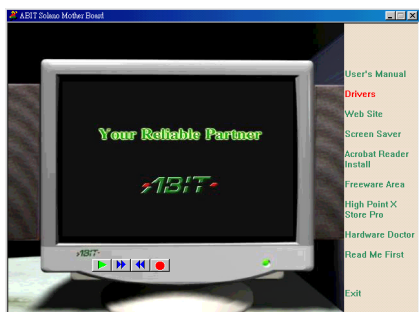 ABIT Solano Mother Board
Your Reliable Partner
ABIT
ABIT
User's Manual
Drivers
Web Site
Screen Saver
Acrobat Reader
Install
Freeware Area
High Point X
Store Pro
Hardware Doctor
Read Me First
Exit